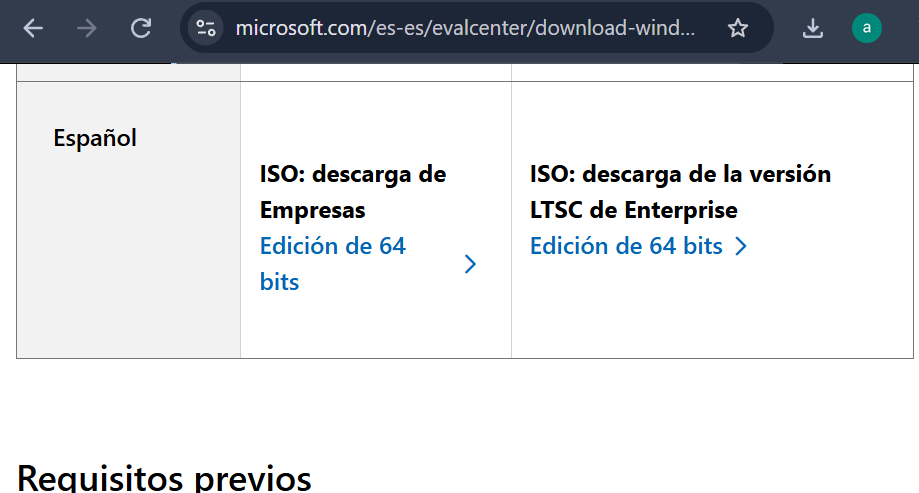 microsoft.com/es-es/evalcenter/download-wind...
a
Español
ISO: descarga de
Empresas
Edición de 64
bits
ISO: descarga de la versión
LTSC de Enterprise
Edición de 64 bits
Requisitos previos